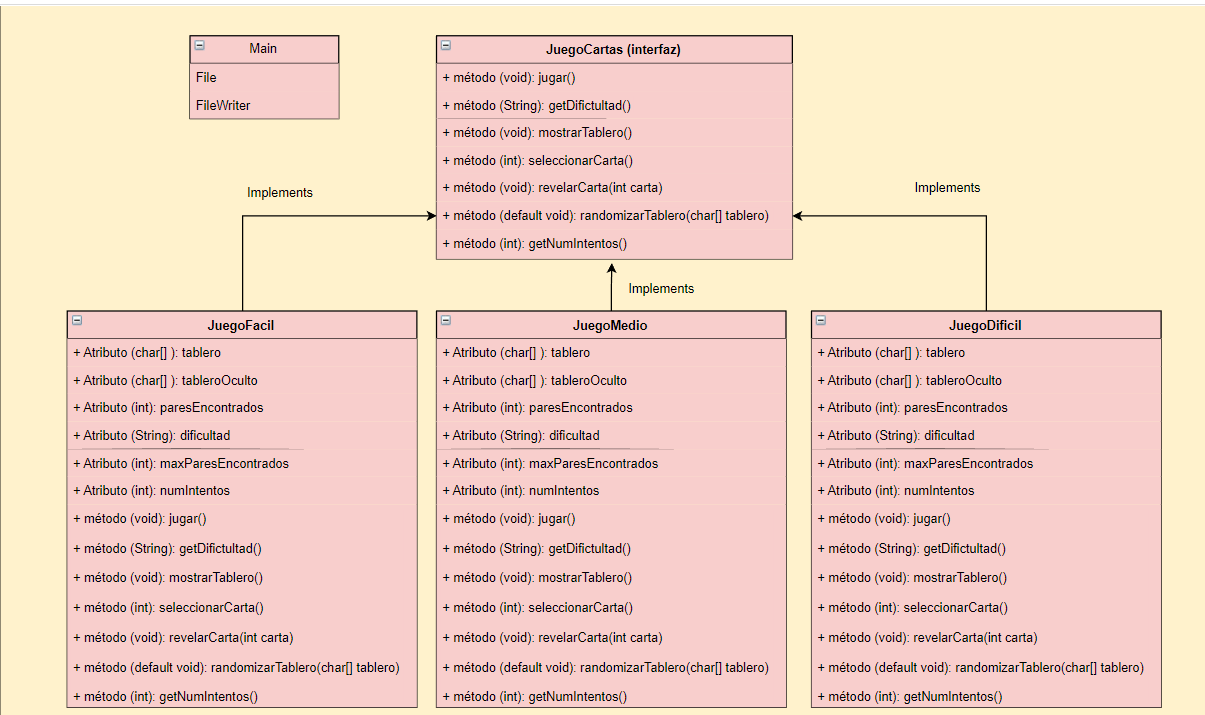 Main
File
FileWriter
JuegoCartas (interfaz)
+ método (void): jugar()
+ método (String): getDifictultad()
+ método (void): mostrarTablero()
+ método (int): seleccionarCarta()
+ método (void): revelarCarta(int carta)
+ método (default void): randomizarTablero(char[] tablero)
+ método (int): getNumIntentos()
Implements
Implements
Implements
JuegoFacil
+ Atributo (char[] ): tablero
+ Atributo (char[] ): tableroOculto
+ Atributo (int): paresEncontrados
+ Atributo (String): dificultad
+ Atributo (int): maxParesEncontrados
+ Atributo (int): numIntentos
+ método (void): jugar()
+ método (String): getDifictultad()
+ método (void): mostrarTablero()
+ método (int): seleccionarCarta()
+ método (void): revelarCarta(int carta)
+ método (default void): randomizarTablero(char[] tablero)
+ método (int): getNumIntentos()
JuegoMedio
+ Atributo (char[] ): tablero
+ Atributo (char[] ): tableroOculto
+ Atributo (int): paresEncontrados
+ Atributo (String): dificultad
+ Atributo (int): maxParesEncontrados
+ Atributo (int): numIntentos
+ método (void): jugar()
+ método (String): getDifictultad()
+ método (void): mostrarTablero()
+ método (int): seleccionarCarta()
+ método (void): revelarCarta(int carta)
+ método (default void): randomizarTablero(char[] tablero)
+ método (int): getNumIntentos()
JuegoDificil
+ Atributo (char[] ): tablero
+ Atributo (char[] ): tableroOculto
+ Atributo (int): paresEncontrados
+ Atributo (String): dificultad
+ Atributo (int): maxParesEncontrados
+ Atributo (int): numIntentos
+ método (void): jugar()
+ método (String): getDifictultad()
+ método (void): mostrarTablero()
+ método (int): seleccionarCarta()
+ método (void): revelarCarta(int carta)
+ método (default void): randomizarTablero(char[] tablero)
+ método (int): getNumIntentos()